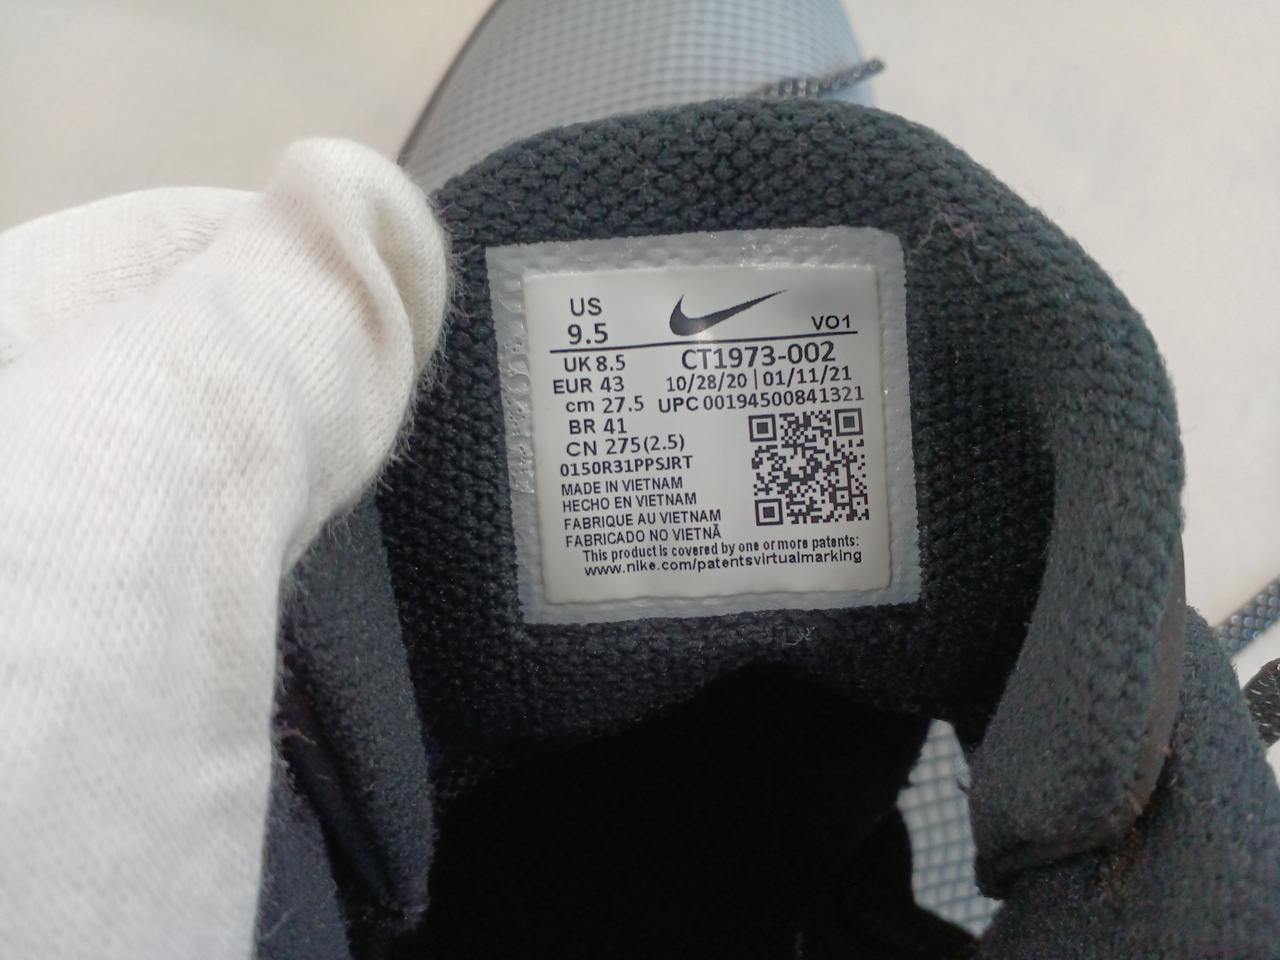 US
9.5
VO1
UK 8.5
CT1973-002
EUR 43
10/28/20 | 01/11/21
cm 27.5
UPC 00194500841321
BR 41
CN 275(2.5)
0150R31PPSJRT
MADE IN VIETNAM
HECHO EN VIETNAM
FABRIQUE AU VIETNAM
FABRICADO NO VIETNÃ
This product is covered by one or more patents:
www.nike.com/patentsvirtualmarking